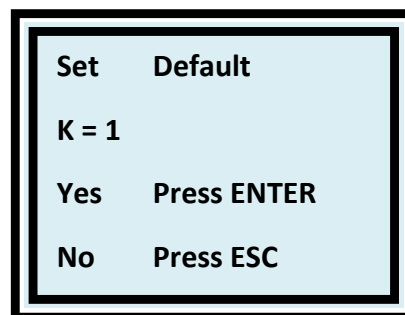 Set Default
K = 1
Yes Press ENTER
No Press ESC